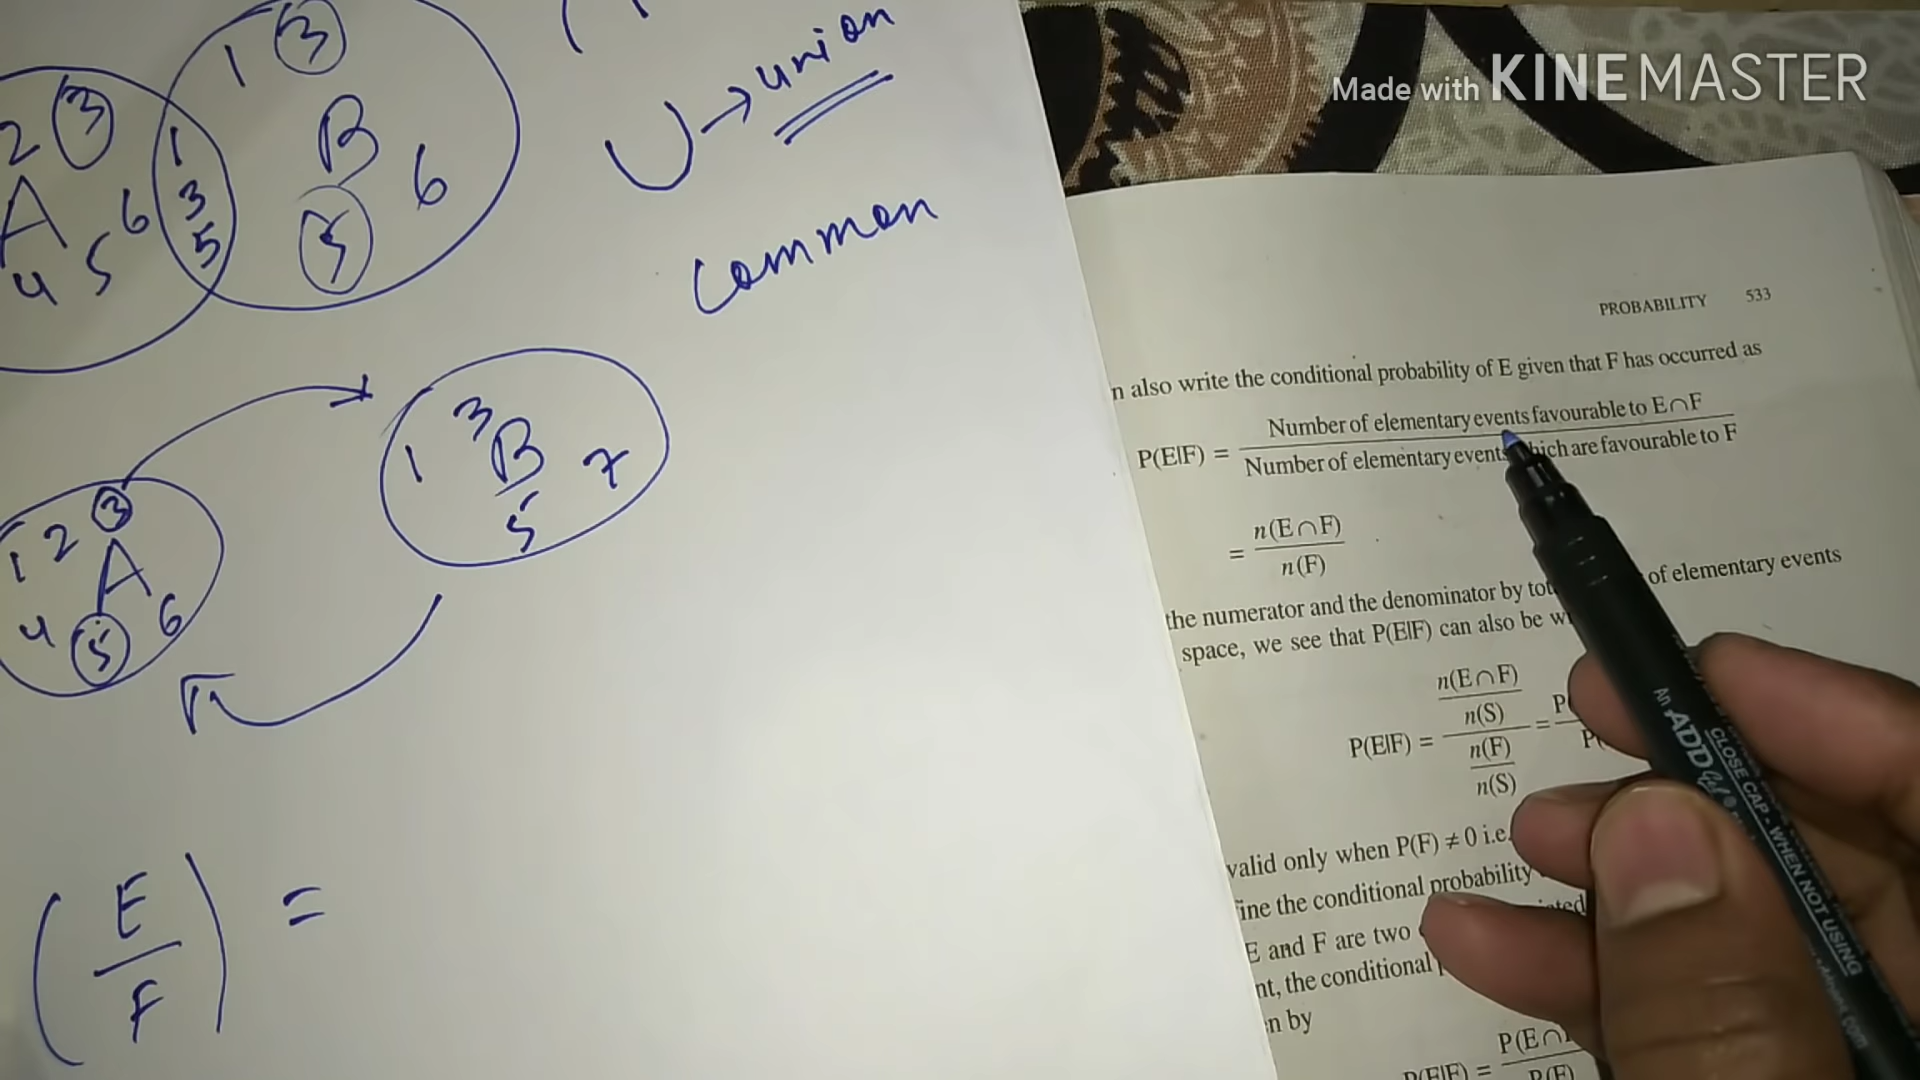 1 3
2 3 1 B
A 6 3 6
4 5 5 5
U → union
common
1 3 B 7
5
1 2 3
A
4 5 6
(E/F) =
Made with KINEMASTER
PROBABILITY 533
n also write the conditional probability of E given that F has occurred as
P(E|F) = Number of elementary events favourable to E∩F / Number of elementary events which are favourable to F
= n(E∩F) / n(F)
the numerator and the denominator by of elementary events
space, we see that P(E|F) can also be
P(E|F) = n(E∩F)/n(S) / n(F)/n(S) =
valid only when P(F) ≠ 0 i.e.
ine the conditional probability
E and F are two
nt, the conditional
n by
P(E|F) = P(E∩ / P(F)
An ADD Gel
CLOSE CAP - WHEN NOT USING